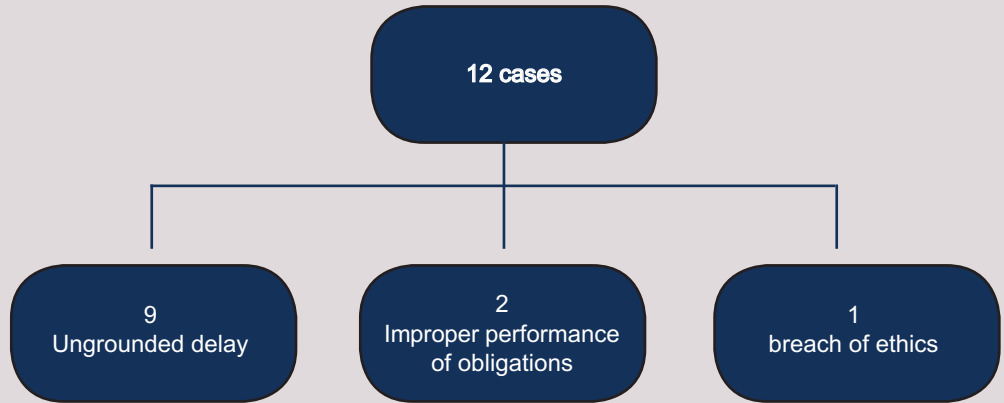 12 cases
9
Ungrounded delay
2
Improper performance
of obligations
1
breach of ethics